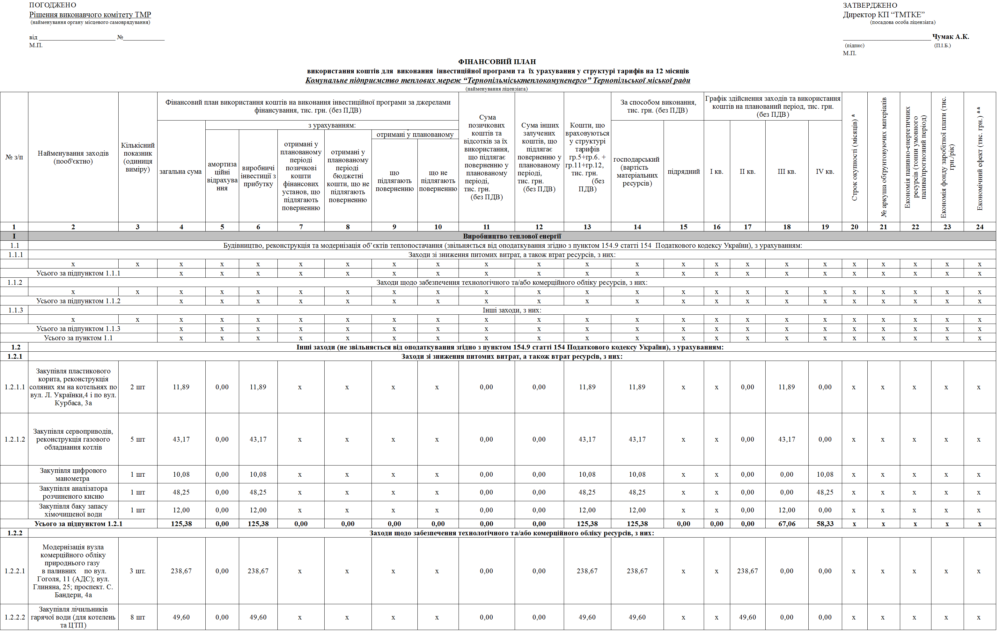 ПОГОДЖЕНО
Рішення виконавчого комітету ТМР
(найменування органу місцевого самоврядування)
від ________________________ №_____________
М.П.
ЗАТВЕРДЖЕНО
Директор КП “ТМТКЕ”
(посадова особа ліцензіата)
________________________ Чумак А.К.
(підпис) (П.І.Б.)
М.П.
ФІНАНСОВИЙ ПЛАН
використання коштів для виконання інвестиційної програми та їх урахування у структурі тарифів на 12 місяців
Комунальне підприємство теплових мереж “Тернопільміськтеплокомуненерго” Тернопільської міської ради
(найменування ліцензіата)
№ з/п
Найменування заходів
(пооб'єктно)
Кількісний
показник
(одиниця
виміру)
Фінансовий план використання коштів на виконання інвестиційної програми за джерелами
фінансування, тис. грн. (без ПДВ)
загальна сума
з урахуванням:
амортиза
ційні
відрахува
ння
виробничі
інвестиції з
прибутку
отримані у
планованому
періоді
позичкові
кошти
фінансових
установ, що
підлягають
поверненню
отримані у
планованому
періоді
бюджетні
кошти, що не
підлягають
поверненню
отримані у планованому
що
підлягають
поверненню
що не
підлягають
поверненню
Сума
позичкових
коштів та
відсотків за їх
використання,
що підлягає
поверненню у
планованому
періоді,
тис. грн.
(без ПДВ)
Сума інших
залучених
коштів, що
підлягає
поверненню у
планованому
періоді,
тис. грн.
(без ПДВ)
Кошти, що
враховуються
у структурі
тарифів
гр.5+гр.6. +
гр.11+гр.12,
тис. грн.
(без
ПДВ)
За способом виконання,
тис. грн. (без ПДВ)
господарський
(вартість
матеріальних
ресурсів)
підрядний
Графік здійснення заходів та використання
коштів на планований період, тис. грн.
(без ПДВ)
I кв.
II кв.
III кв.
IV кв.
Строк окупності (місяців) *
№ аркуша обґрунтовуючих матеріалів
Економія паливно-енергетичних
ресурсів (тонни умовного
палива/прогнозний період)
Економія фонду заробітної плати (тис.
грн./рік)
Економічний ефект (тис. грн.) **
1 2 3 4 5 6 7 8 9 10 11 12 13 14 15 16 17 18 19 20 21 22 23 24
I Виробництво теплової енергії
1.1 Будівництво, реконструкція та модернізація об’єктів теплопостачання (звільняється від оподаткування згідно з пунктом 154.9 статті 154 Податкового кодексу України), з урахуванням:
1.1.1 Заходи зі зниження питомих витрат, а також втрат ресурсів, з них:
x x x x x x x x x x x x x x x x x x x x x x x
Усього за підпунктом 1.1.1 x x x x x x x x x x x x x x x x x x x x x
1.1.2 Заходи щодо забезпечення технологічного та/або комерційного обліку ресурсів, з них:
x x x x x x x x x x x x x x x x x x x x x x x
Усього за підпунктом 1.1.2 x x x x x x x x x x x x x x x x x x x x x
1.1.3 Інші заходи, з них:
x x x x x x x x x x x x x x x x x x x x x x x
Усього за підпунктом 1.1.3 x x x x x x x x x x x x x x x x x x x x x
Усього за пунктом 1.1 x x x x x x x x x x x x x x x x x x x x x
1.2 Інші заходи (не звільняється від оподаткування згідно з пунктом 154.9 статті 154 Податкового кодексу України), з урахуванням:
1.2.1 Заходи зі зниження питомих витрат, а також втрат ресурсів, з них:
Закупівля пластикового
корита, реконструкція
1.2.1.1 соляних ям на котельнях по 2 шт 11,89 0,00 11,89 x x x x 0,00 0,00 11,89 11,89 x x 0,00 11,89 0,00 x x x x x
вул. Л. Українки,4 і по вул.
Курбаса, 3а
Закупівля сервоприводів,
1.2.1.2 реконструкція газового 5 шт 43,17 0,00 43,17 x x x x 0,00 0,00 43,17 43,17 x x 0,00 43,17 0,00 x x x x x
обладнання котлів
Закупівля цифрового
манометра 1 шт 10,08 0,00 10,08 x x x x 0,00 0,00 10,08 10,08 x x 0,00 0,00 10,08 x x x x x
Закупівля аналізатора
розчиненого кисню 1 шт 48,25 0,00 48,25 x x x x 0,00 0,00 48,25 48,25 x x 0,00 0,00 48,25 x x x x x
Закупівля баку запасу
хімочищеної води 1 шт 12,00 0,00 12,00 x x x x 0,00 0,00 12,00 12,00 x x 0,00 12,00 0,00 x x x x x
Усього за підпунктом 1.2.1 125,38 0,00 125,38 0,00 0,00 0,00 0,00 0,00 0,00 125,38 125,38 0,00 0,00 0,00 67,06 58,33 x x x x x
1.2.2 Заходи щодо забезпечення технологічного та/або комерційного обліку ресурсів, з них:
Модернізація вузла
комерційного обліку
природнього газу
1.2.2.1 в паливних по вул. 3 шт. 238,67 0,00 238,67 x x x x 0,00 0,00 238,67 238,67 x x 238,67 0,00 0,00 x x x x x
Гоголя, 11 (АДС); вул.
Глиняна, 25; проспект. С.
Бандери, 4а
Закупівля лічильників
1.2.2.2 гарячої води (для котелень 8 шт 49,60 0,00 49,60 x x x x 0,00 0,00 49,60 49,60 x x 49,60 0,00 0,00 x x x x x
та ЦТП)